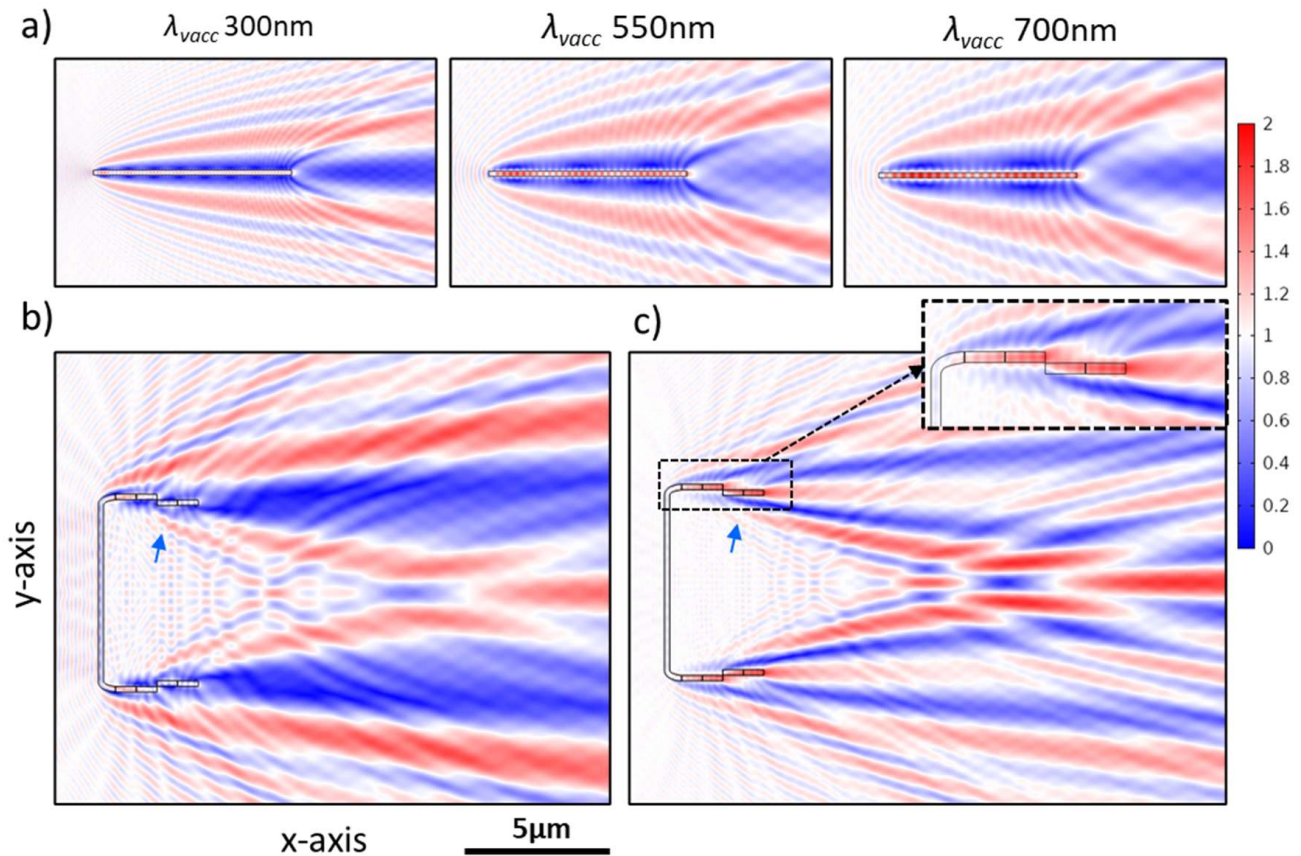 a)
λvacc 300nm
λvacc 550nm
λvacc 700nm
2
1.8
1.6
1.4
1.2
1
0.8
0.6
0.4
0.2
0
b)
c)
y-axis
x-axis
5μm